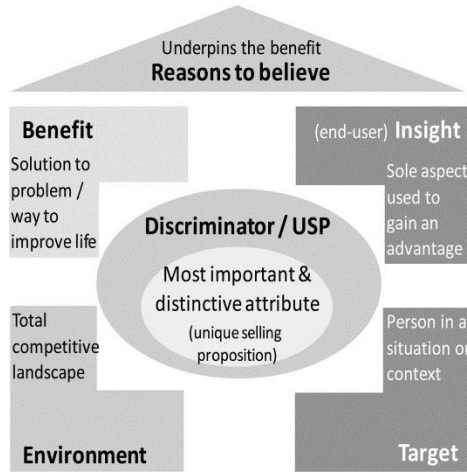 Underpins the benefit
Reasons to believe
Benefit
Solution to
problem /
way to
improve life
(end-user) Insight
Sole aspect
used to
gain an
advantage
Discriminator / USP
Most important &
distinctive attribute
(unique selling
proposition)
Total
competitive
landscape
Environment
Person in a
situation or
context
Target